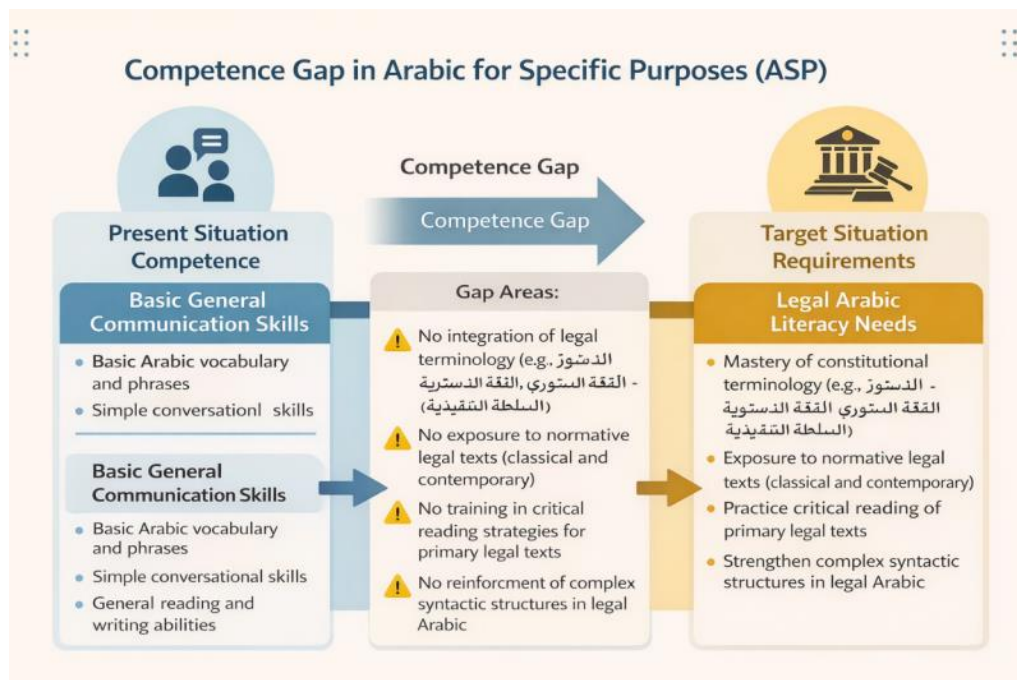 Competence Gap in Arabic for Specific Purposes (ASP)
Present Situation
Competence
Basic General
Communication Skills
Basic Arabic vocabulary
and phrases
Simple conversationl skills
Basic General
Communication Skills
Basic Arabic vocabulary
and phrases
Simple conversational skills
General reading and
writing abilities
Competence Gap
Competence Gap
Gap Areas:
No integration of legal
terminology (e.g.,
No exposure to normative
legal texts (classical and
contemporary)
No training in critical
reading strategies for
primary legal texts
No reinforcment of complex
syntactic structures in legal
Arabic
Target Situation
Requirements
Legal Arabic
Literacy Needs
Mastery of constitutional
terminology (e.g.,
Exposure to normative legal
texts (classical and contemporary)
Practice critical reading of
primary legal texts
Strengthen complex syntactic
structures in legal Arabic